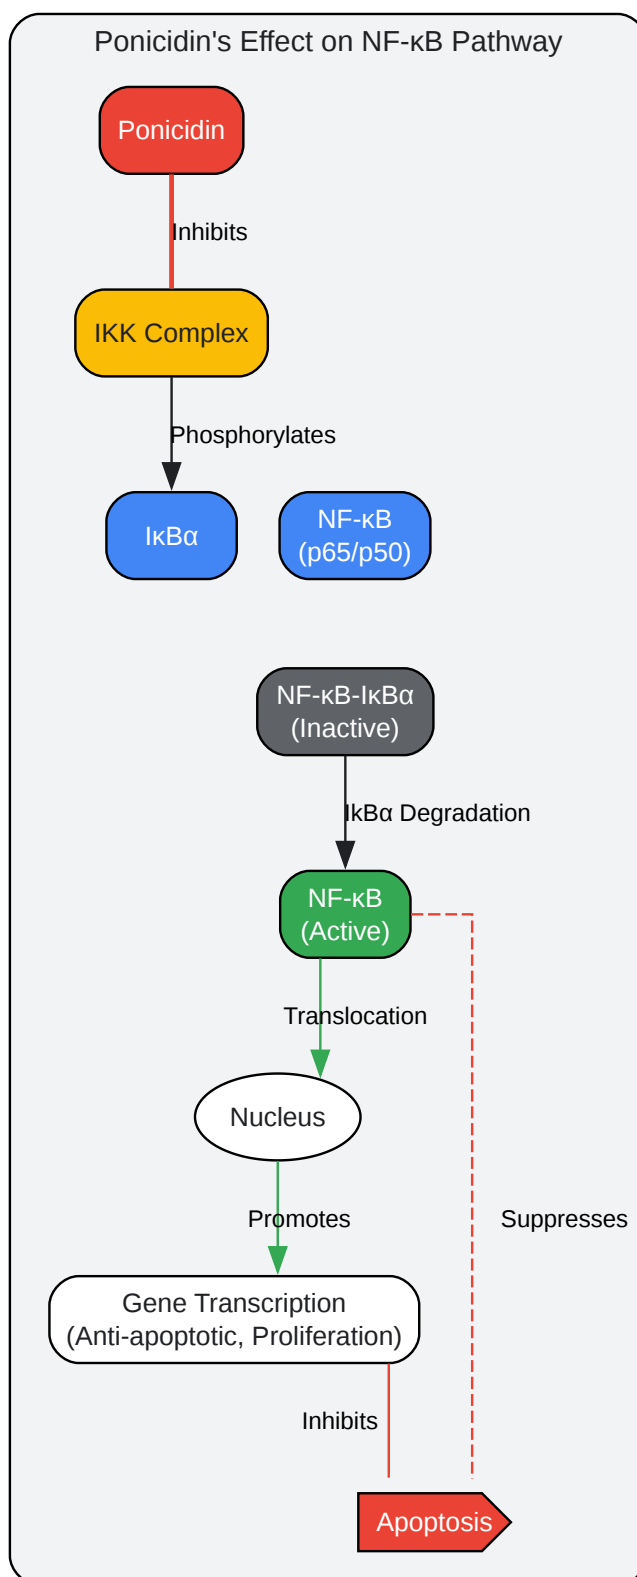 Ponicidin's Effect on NF-κB Pathway
Ponicidin
Inhibits
IKK Complex
Phosphorylates
IκBα
NF-κB
(p65/p50)
NF-κB-IκBα
(Inactive)
IkBα Degradation
NF-κB
(Active)
Translocation
Nucleus
Promotes
Suppresses
Gene Transcription
(Anti-apoptotic, Proliferation)
Inhibits
Apoptosis